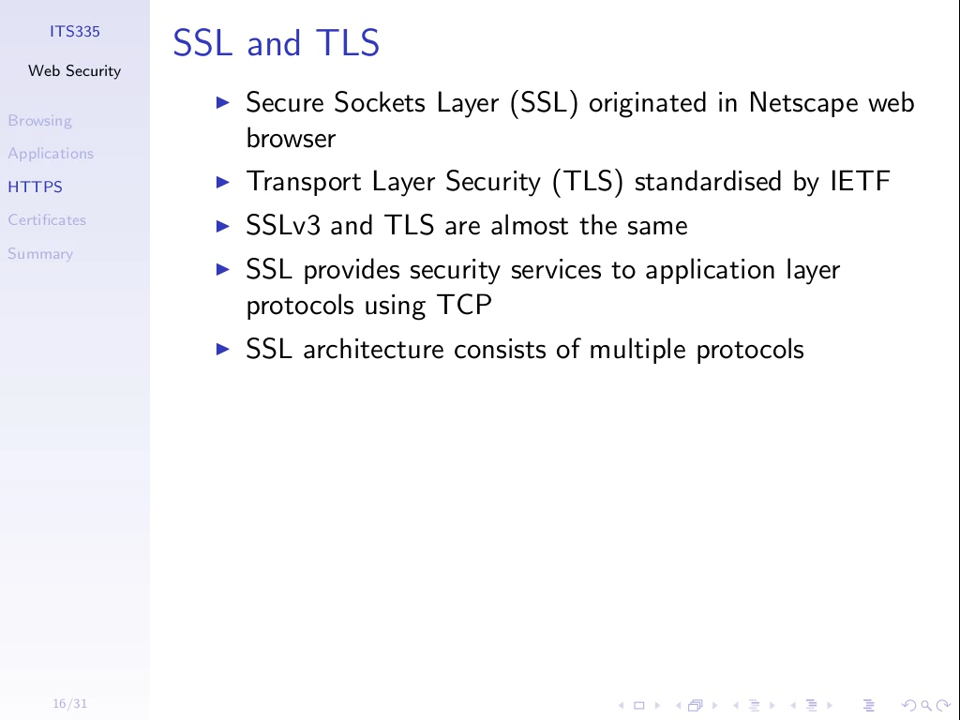 ITS335
Web Security
Browsing
Applications
HTTPS
Certificates
Summary
SSL and TLS
Secure Sockets Layer (SSL) originated in Netscape web
browser
Transport Layer Security (TLS) standardised by IETF
SSLv3 and TLS are almost the same
SSL provides security services to application layer
protocols using TCP
SSL architecture consists of multiple protocols
16/31